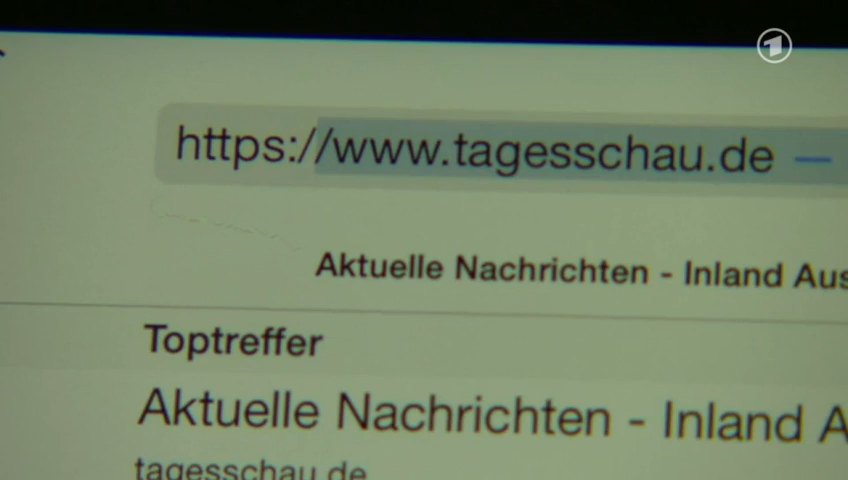 https://www.tagesschau.de —
Aktuelle Nachrichten - Inland
Toptreffer
Aktuelle Nachrichten - Inland
tagesschau.de